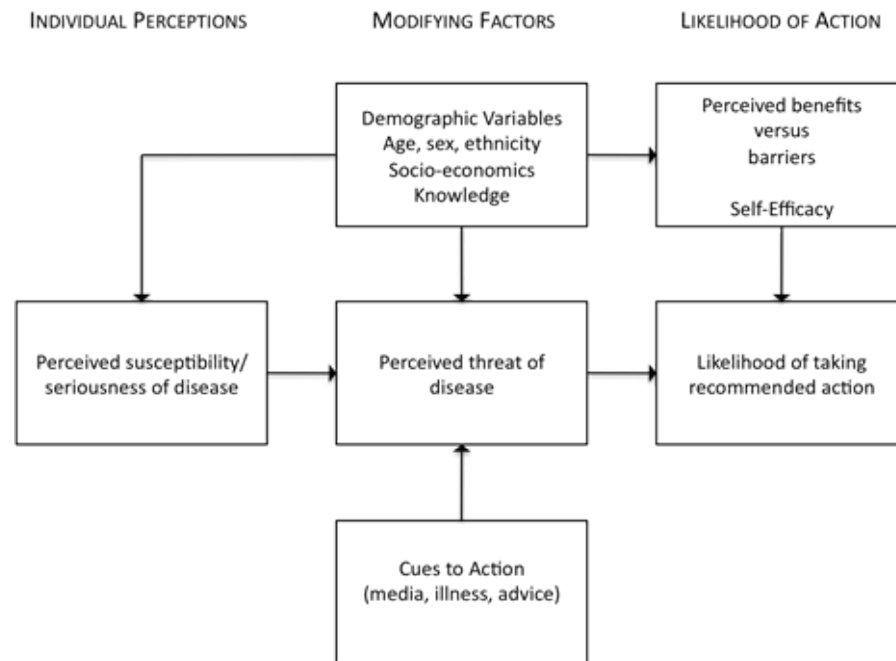 INDIVIDUAL PERCEPTIONS
MODIFYING FACTORS
LIKELIHOOD OF ACTION
Demographic Variables
Age, sex, ethnicity
Socio-economics
Knowledge
Perceived benefits
versus
barriers
Self-Efficacy
Perceived susceptibility/
seriousness of disease
Perceived threat of
disease
Likelihood of taking
recommended action
Cues to Action
(media, illness, advice)